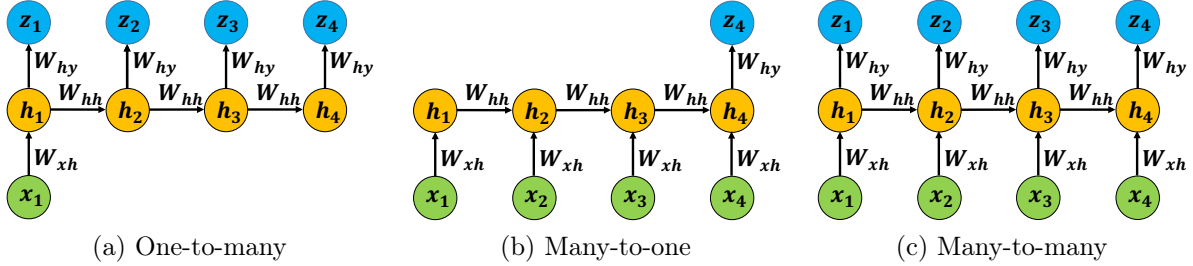 z1 z2 z3 z4
Why Why Why Why
Whh Whh Whh
h1 h2 h3 h4
Wxh
x1
(a) One-to-many
z4
Why
Whh Whh Whh
h1 h2 h3 h4
Wxh Wxh Wxh Wxh
x1 x2 x3 x4
(b) Many-to-one
z1 z2 z3 z4
Why Why Why Why
Whh Whh Whh
h1 h2 h3 h4
Wxh Wxh Wxh Wxh
x1 x2 x3 x4
(c) Many-to-many